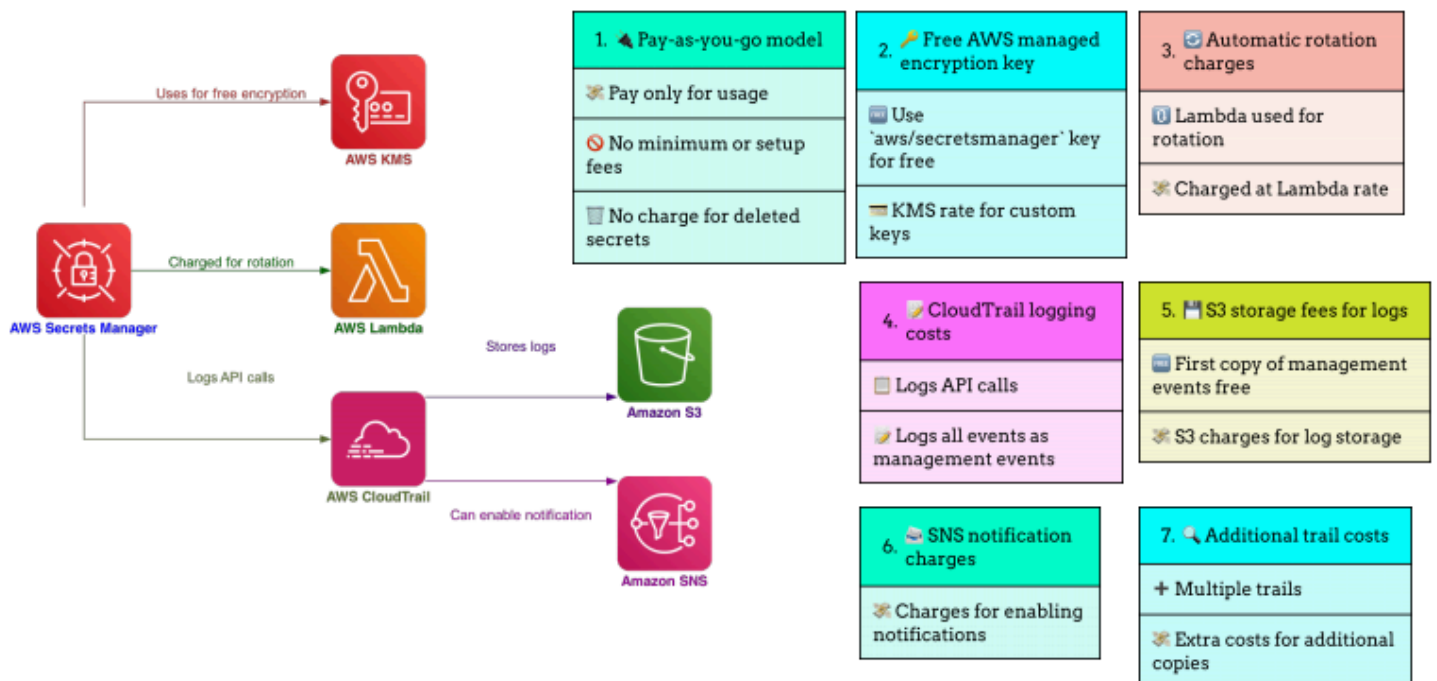 Uses for free encryption
AWS KMS
Charged for rotation
AWS Secrets Manager
AWS Lambda
Logs API calls
Stores logs
Amazon S3
AWS CloudTrail
Can enable notification
Amazon SNS
1. Pay-as-you-go model
Pay only for usage
No minimum or setup
fees
No charge for deleted
secrets
2. Free AWS managed
encryption key
Use
`aws/secretsmanager` key
for free
KMS rate for custom
keys
3. Automatic rotation
charges
Lambda used for
rotation
Charged at Lambda rate
4. CloudTrail logging
costs
Logs API calls
Logs all events as
management events
5. S3 storage fees for logs
First copy of management
events free
S3 charges for log storage
6. SNS notification
charges
Charges for enabling
notifications
7. Additional trail costs
Multiple trails
Extra costs for additional
copies